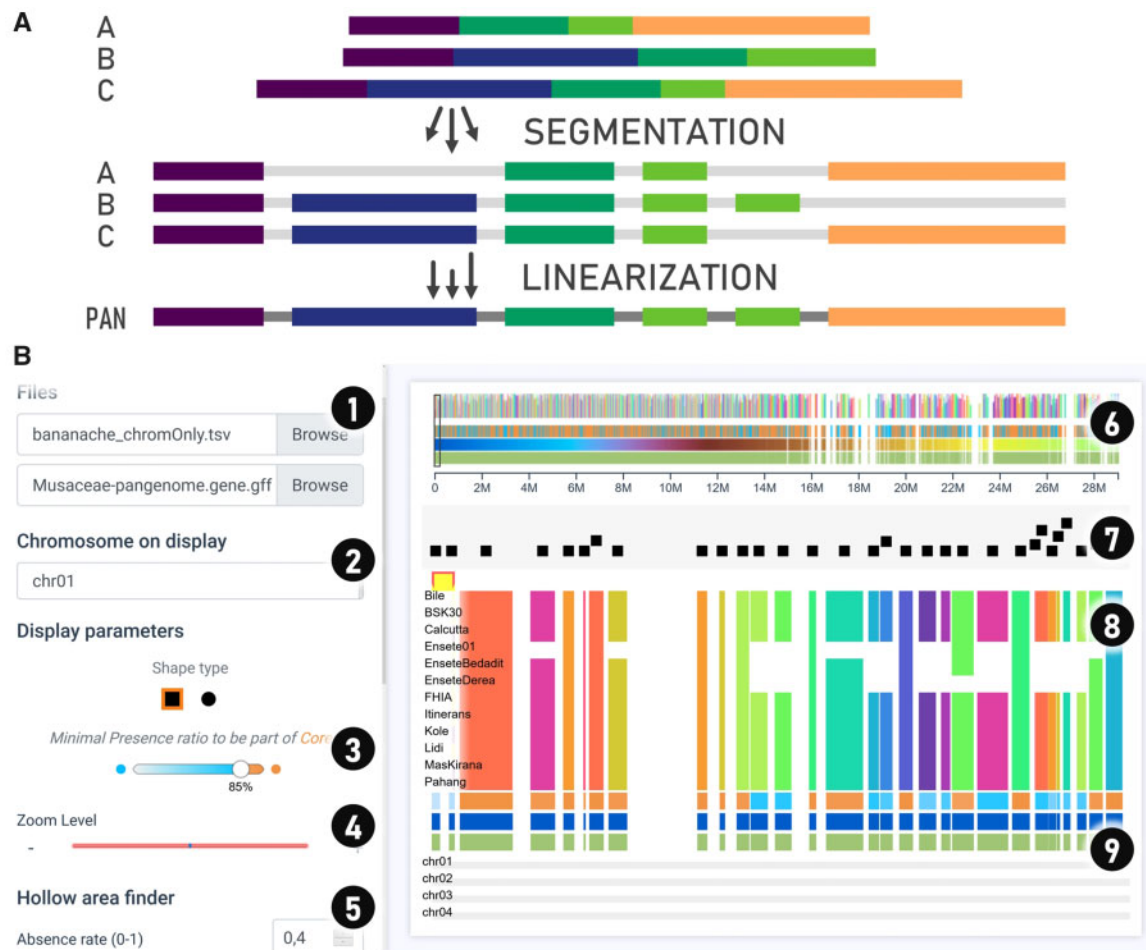 A
A
B
C
SEGMENTATION
A
B
C
LINEARIZATION
PAN
B
Files
1
bananache_chromOnly.tsv Browse
Musaceae-pangenome.gene.gff Browse
Chromosome on display
2
chr01
Display parameters
Shape type
Minimal Presence ratio to be part of Core
3
85%
Zoom Level
4
-
Hollow area finder
5
Absence rate (0-1) 0,4
6
0 2M 4M 6M 8M 10M 12M 14M 16M 18M 20M 22M 24M 26M 28M
7
Bile
BSK30
8
Calcutta
Ensete01
EnseteBedadit
EnseteDerea
FHIA
Itinerans
Kole
Lidi
MasKirana
Pahang
9
chr01
chr02
chr03
chr04